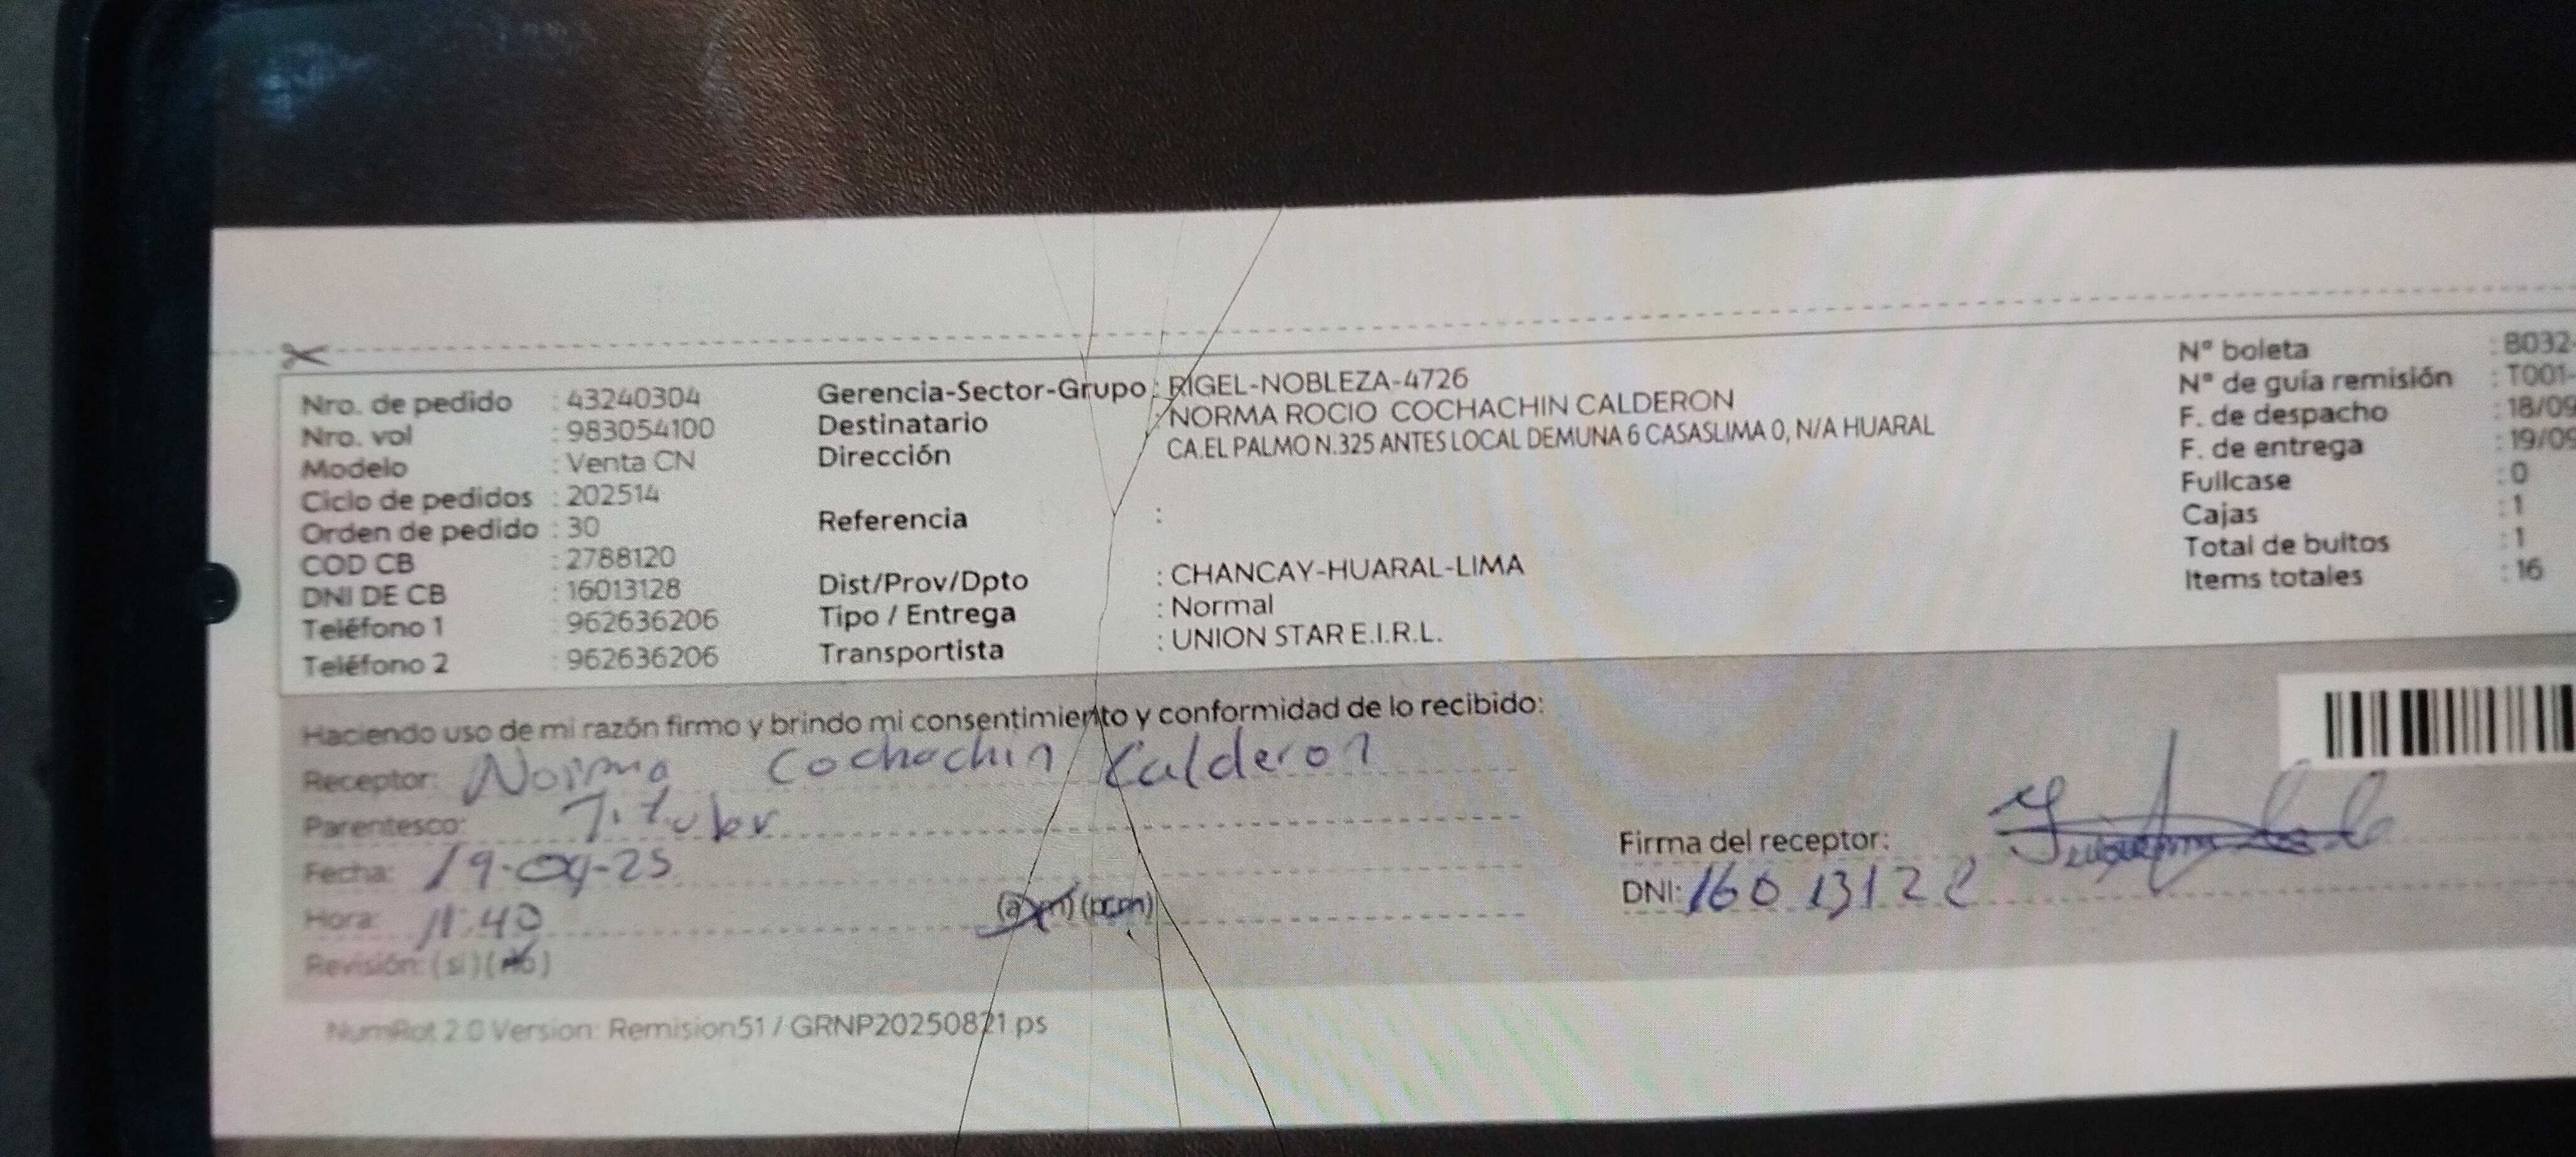 Nro. de pedido : 43240304
Nro. vol : 983054100
Modelo : Venta CN
Ciclo de pedidos : 202514
Orden de pedido : 30
COD CB : 2788120
DNI DE CB : 16013128
Teléfono 1 : 962636206
Teléfono 2 : 962636206
Gerencia-Sector-Grupo : RIGEL-NOBLEZA-4726
Destinatario : NORMA ROCIO COCHACHIN CALDERON
Dirección CA.EL PALMO N.325 ANTES LOCAL DEMUNA 6 CASASLIMA 0, N/A HUARAL
Referencia :
Dist/Prov/Dpto : CHANCAY-HUARAL-LIMA
Tipo / Entrega : Normal
Transportista : UNION STAR E.I.R.L.
Nº boleta : B032-
Nº de guía remisión : T001-
F. de despacho : 18/09
F. de entrega : 19/09
Fullcase : 0
Cajas : 1
Total de bultos : 1
Items totales : 16
Haciendo uso de mi razón firmo y brindo mi consentimiento y conformidad de lo recibido:
Receptor: Norma Cochachin Calderon
Parentesco: Titular
Fecha: 19-09-25
Hora: 11:40 (am) (pm)
Revisión: (si) (no)
Firma del receptor:
DNI: 16013128
NumRot 2.0 Version: Remision51 / GRNP20250821.ps